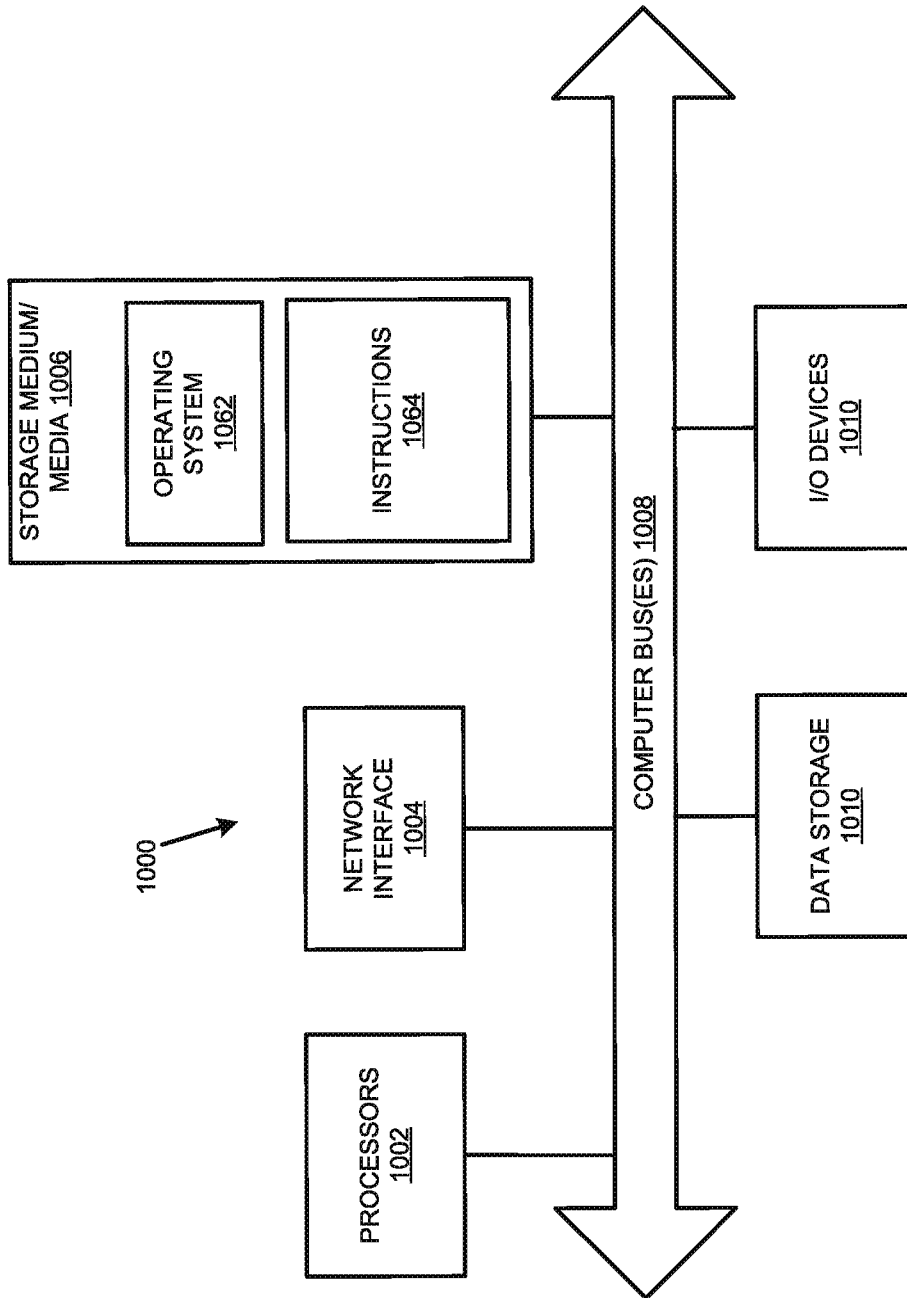 1000
PROCESSORS
1002
NETWORK
INTERFACE
1004
STORAGE MEDIUM/
MEDIA 1006
OPERATING
SYSTEM
1062
INSTRUCTIONS
1064
COMPUTER BUS(ES) 1008
DATA STORAGE
1010
I/O DEVICES
1010